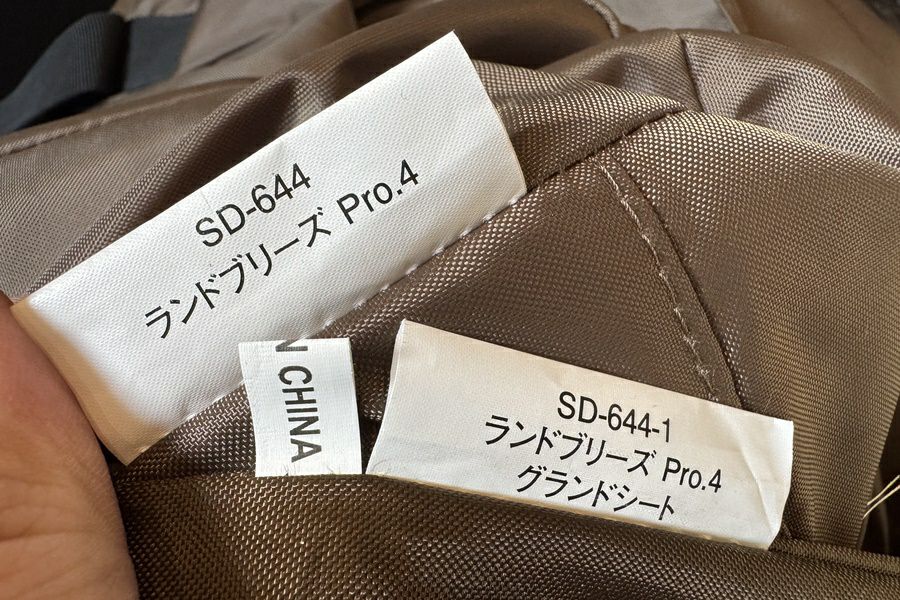 SD-644
ランドブリーズ Pro.4
N CHINA
SD-644-1
ランドブリーズ Pro.4
グランドシート